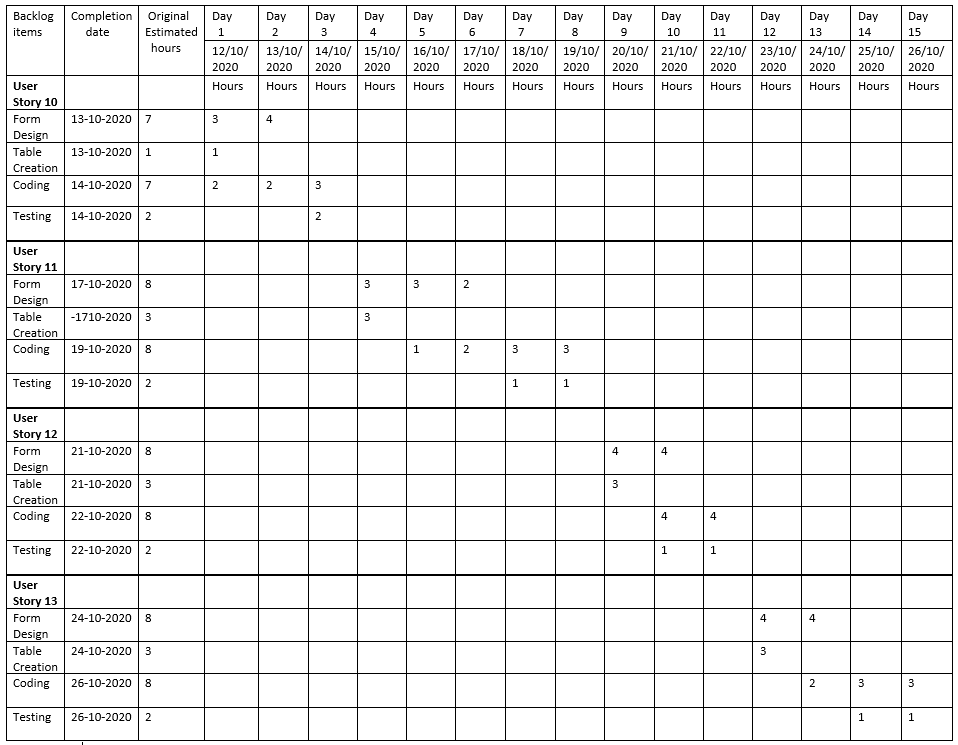 Backlog items Completion date Original Estimated hours Day 1 Day 2 Day 3 Day 4 Day 5 Day 6 Day 7 Day 8 Day 9 Day 10 Day 11 Day 12 Day 13 Day 14 Day 15
12/10/2020 13/10/2020 14/10/2020 15/10/2020 16/10/2020 17/10/2020 18/10/2020 19/10/2020 20/10/2020 21/10/2020 22/10/2020 23/10/2020 24/10/2020 25/10/2020 26/10/2020
User Story 10 Hours Hours Hours Hours Hours Hours Hours Hours Hours Hours Hours Hours Hours Hours Hours
Form Design 13-10-2020 7 3 4
Table Creation 13-10-2020 1 1
Coding 14-10-2020 7 2 2 3
Testing 14-10-2020 2 2
User Story 11
Form Design 17-10-2020 8 3 3 2
Table Creation -1710-2020 3 3
Coding 19-10-2020 8 1 2 3 3
Testing 19-10-2020 2 1 1
User Story 12
Form Design 21-10-2020 8 4 4
Table Creation 21-10-2020 3 3
Coding 22-10-2020 8 4 4
Testing 22-10-2020 2 1 1
User Story 13
Form Design 24-10-2020 8 4 4
Table Creation 24-10-2020 3 3
Coding 26-10-2020 8 2 3 3
Testing 26-10-2020 2 1 1